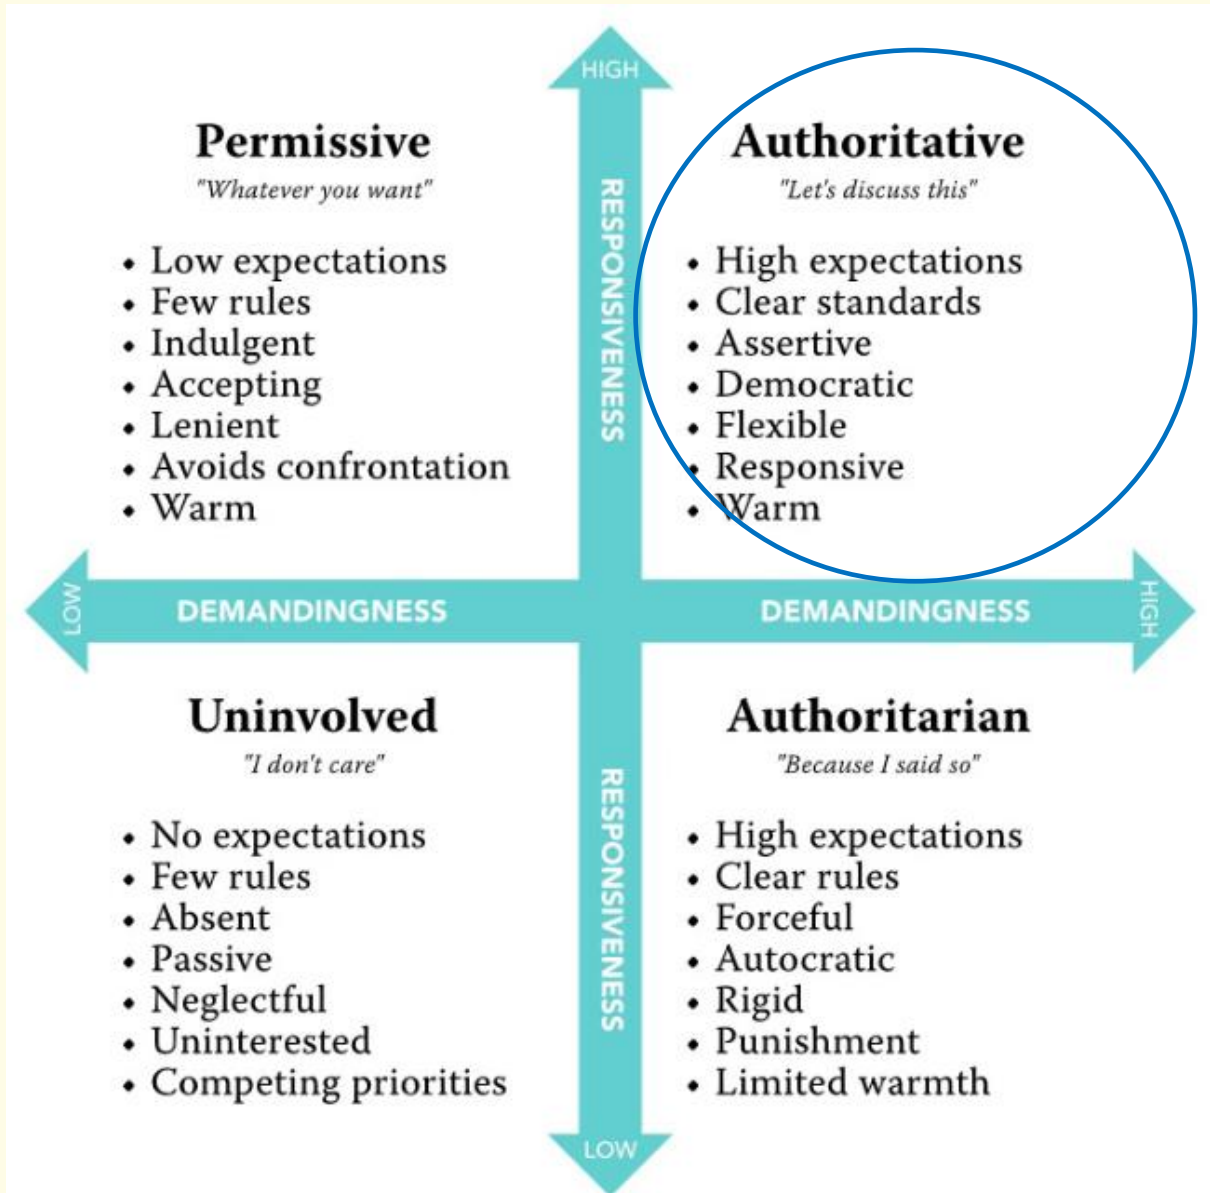 HIGH
Permissive
"Whatever you want"
• Low expectations
• Few rules
• Indulgent
• Accepting
• Lenient
• Avoids confrontation
• Warm
RESPONSIVENESS
Authoritative
"Let's discuss this"
• High expectations
• Clear standards
• Assertive
• Democratic
• Flexible
• Responsive
• Warm
LOW
DEMANDINGNESS
DEMANDINGNESS
HIGH
Uninvolved
"I don't care"
• No expectations
• Few rules
• Absent
• Passive
• Neglectful
• Uninterested
• Competing priorities
RESPONSIVENESS
Authoritarian
"Because I said so"
• High expectations
• Clear rules
• Forceful
• Autocratic
• Rigid
• Punishment
• Limited warmth
LOW